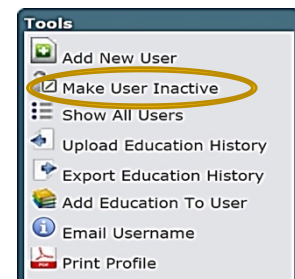 Tools
Add New User
Make User Inactive
Show All Users
Upload Education History
Export Education History
Add Education To User
Email Username
Print Profile